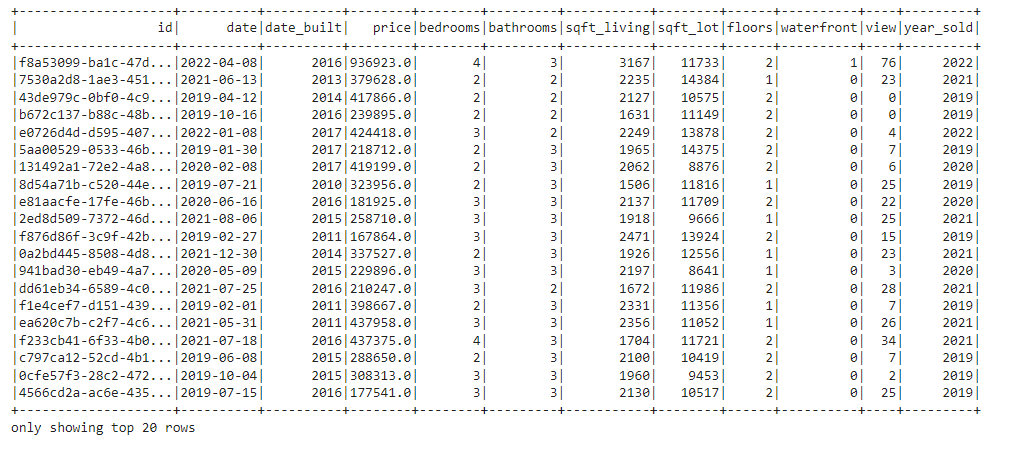 +--------------------+----------+----------+--------+--------+---------+-----------+--------+------+----------+----+---------+
|                  id|      date|date_built|   price|bedrooms|bathrooms|sqft_living|sqft_lot|floors|waterfront|view|year_sold|
+--------------------+----------+----------+--------+--------+---------+-----------+--------+------+----------+----+---------+
|f8a53099-ba1c-47d...|2022-04-08|      2016|936923.0|       4|        3|       3167|   11733|     2|         1|  76|     2022|
|7530a2d8-1ae3-451...|2021-06-13|      2013|379628.0|       2|        2|       2235|   14384|     1|         0|  23|     2021|
|43de979c-0bf0-4c9...|2019-04-12|      2014|417866.0|       2|        2|       2127|   10575|     2|         0|   0|     2019|
|b672c137-b88c-48b...|2019-10-16|      2016|239895.0|       2|        2|       1631|   11149|     2|         0|   0|     2019|
|e0726d4d-d595-407...|2022-01-08|      2017|424418.0|       3|        2|       2249|   13878|     2|         0|   4|     2022|
|5aa00529-0533-46b...|2019-01-30|      2017|218712.0|       2|        3|       1965|   14375|     2|         0|   7|     2019|
|131492a1-72e2-4a8...|2020-02-08|      2017|419199.0|       2|        3|       2062|    8876|     2|         0|   6|     2020|
|8d54a71b-c520-44e...|2019-07-21|      2010|323956.0|       2|        3|       1506|   11816|     1|         0|  25|     2019|
|e81aacfe-17fe-46b...|2020-06-16|      2016|181925.0|       3|        3|       2137|   11709|     2|         0|  22|     2020|
|2ed8d509-7372-46d...|2021-08-06|      2015|258710.0|       3|        3|       1918|    9666|     1|         0|  25|     2021|
|f876d86f-3c9f-42b...|2019-02-27|      2011|167864.0|       3|        3|       2471|   13924|     2|         0|  15|     2019|
|0a2bd445-8508-4d8...|2021-12-30|      2014|337527.0|       2|        3|       1926|   12556|     1|         0|  23|     2021|
|941bad30-eb49-4a7...|2020-05-09|      2015|229896.0|       3|        3|       2197|    8641|     1|         0|   3|     2020|
|dd61eb34-6589-4c0...|2021-07-25|      2016|210247.0|       3|        2|       1672|   11986|     2|         0|  28|     2021|
|f1e4cef7-d151-439...|2019-02-01|      2011|398667.0|       2|        3|       2331|   11356|     1|         0|   7|     2019|
|ea620c7b-c2f7-4c6...|2021-05-31|      2011|437958.0|       3|        3|       2356|   11052|     1|         0|  26|     2021|
|f233cb41-6f33-4b0...|2021-07-18|      2016|437375.0|       4|        3|       1704|   11721|     2|         0|  34|     2021|
|c797ca12-52cd-4b1...|2019-06-08|      2015|288650.0|       2|        3|       2100|   10419|     2|         0|   7|     2019|
|0cfe57f3-28c2-472...|2019-10-04|      2015|308313.0|       3|        3|       1960|    9453|     2|         0|   2|     2019|
|4566cd2a-ac6e-435...|2019-07-15|      2016|177541.0|       3|        3|       2130|   10517|     2|         0|  25|     2019|
+--------------------+----------+----------+--------+--------+---------+-----------+--------+------+----------+----+---------+
only showing top 20 rows